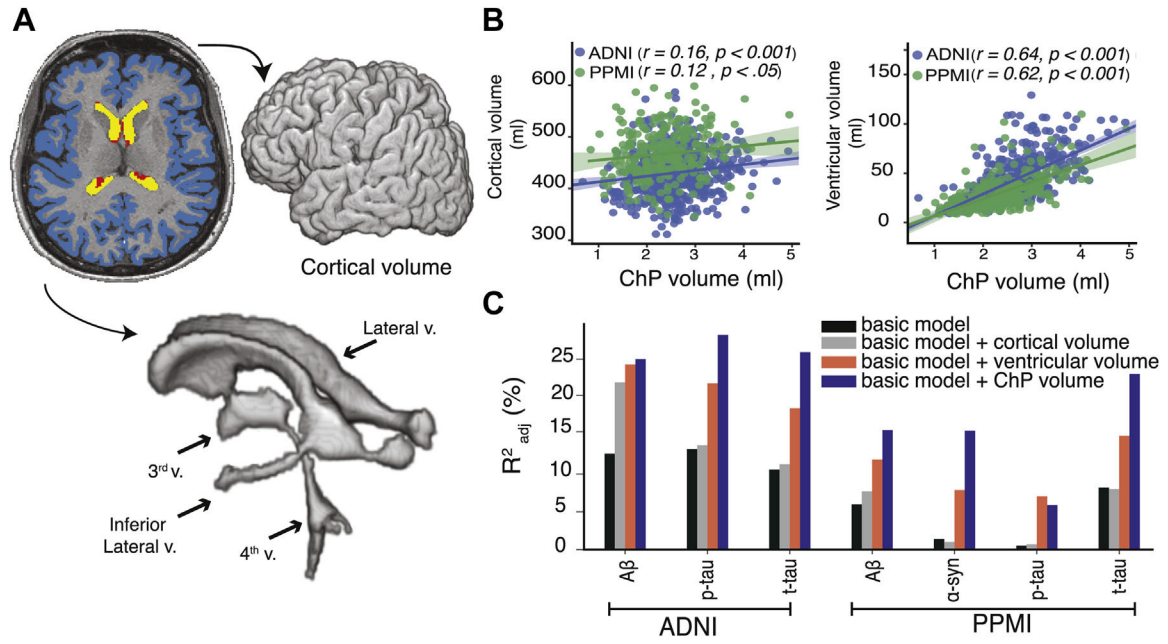 A
Cortical volume
Lateral v.
3rd v.
Inferior
Lateral v.
4th v.
B
ADNI (r = 0.16, p < 0.001)
PPMI (r = 0.12 , p < .05)
Cortical volume
(ml)
600
500
400
300
1 2 3 4 5
ChP volume (ml)
ADNI (r = 0.64, p < 0.001)
PPMI (r = 0.62, p < 0.001)
Ventricular volume
(ml)
150
100
50
0
1 2 3 4 5
ChP volume (ml)
C
basic model
basic model + cortical volume
basic model + ventricular volume
basic model + ChP volume
R2 adj (%)
25
20
15
10
5
0
Aβ p-tau t-tau Aβ α-syn p-tau t-tau
ADNI PPMI